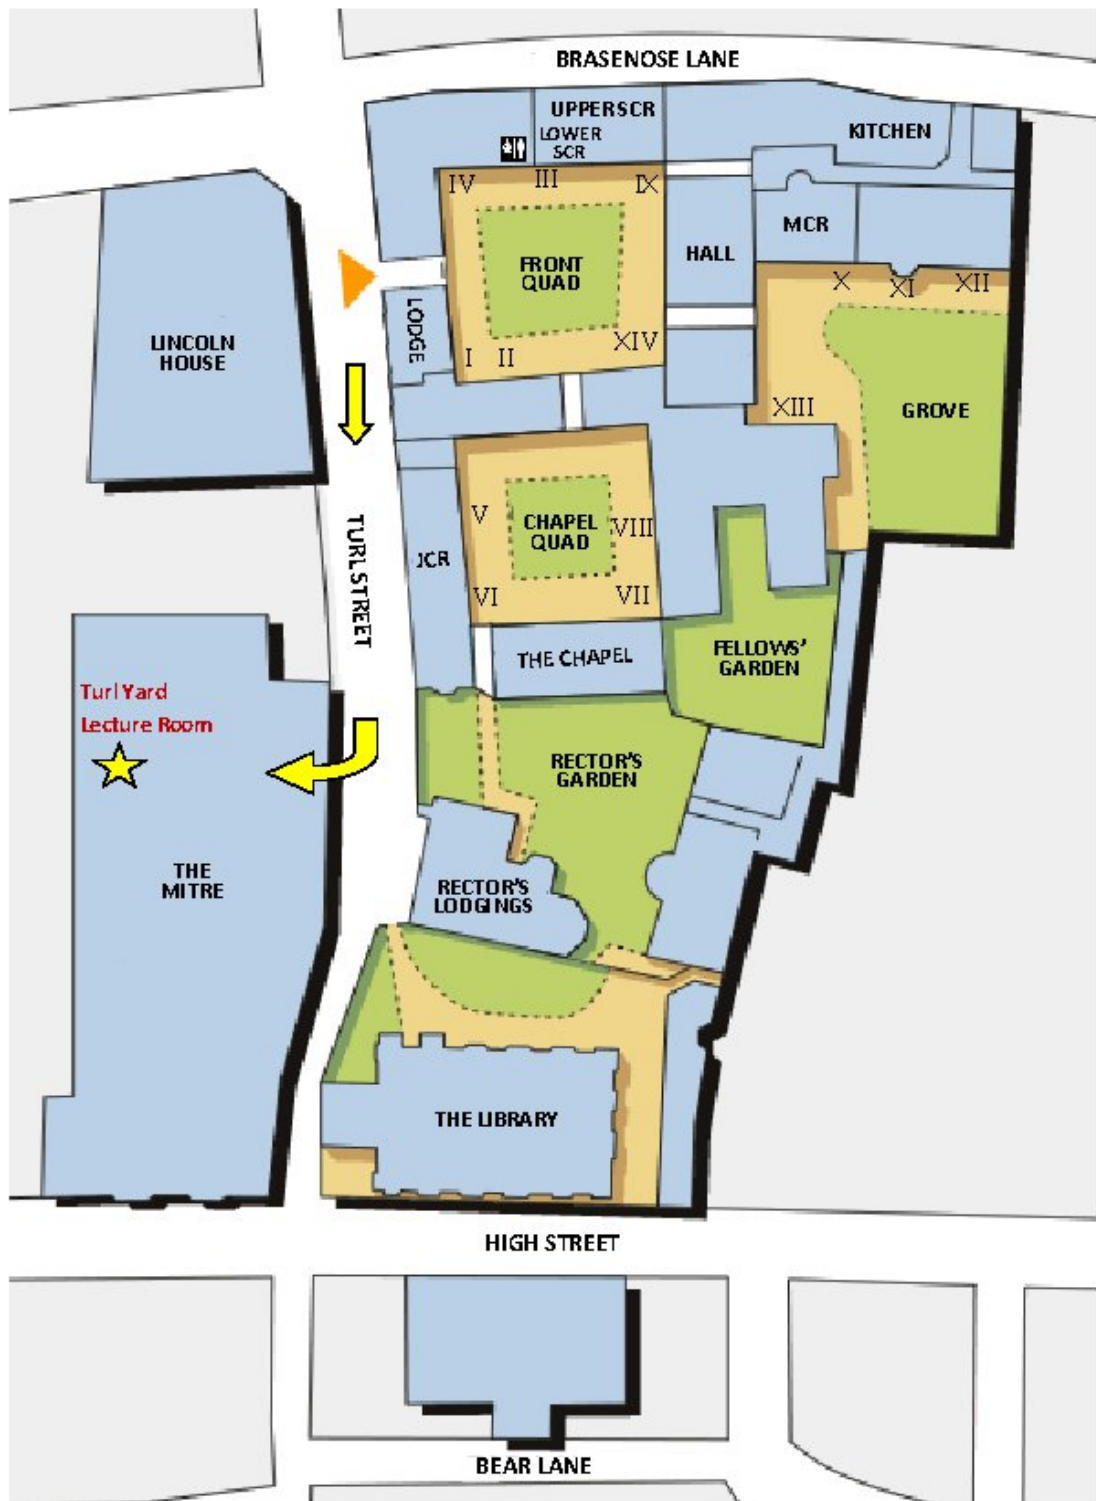 BRASENOSE LANE
UPPER SCR
LOWER
SCR
KITCHEN
IV
III
IX
MCR
HALL
FRONT
QUAD
X
XI
XII
LODGE
I
II
XIV
LINCOLN
HOUSE
XIII
GROVE
TURL STREET
V
CHAPEL
QUAD
VIII
JCR
VI
VII
THE CHAPEL
FELLOWS'
GARDEN
Turl Yard
Lecture Room
RECTOR'S
GARDEN
THE
MITRE
RECTOR'S
LODGINGS
THE LIBRARY
HIGH STREET
BEAR LANE